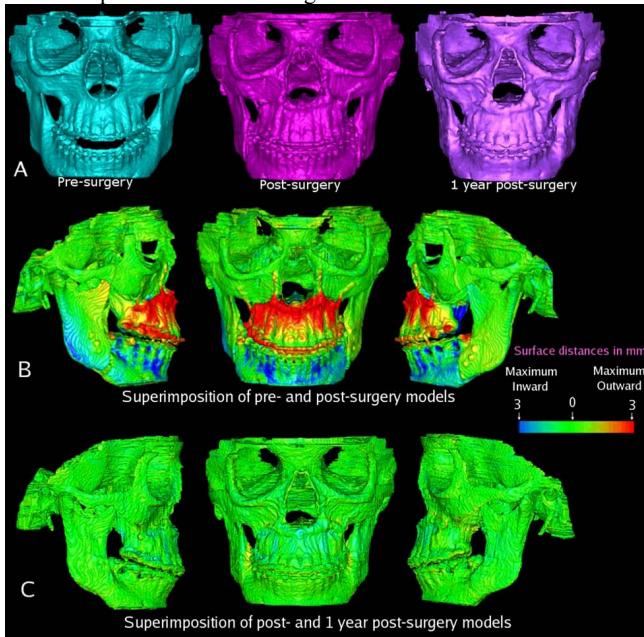 A
Pre-surgery
Post-surgery
1 year post-surgery
B
Surface distances in mm
Maximum Inward
Maximum Outward
3
0
3
Superimposition of pre- and post-surgery models
C
Superimposition of post- and 1 year post-surgery models